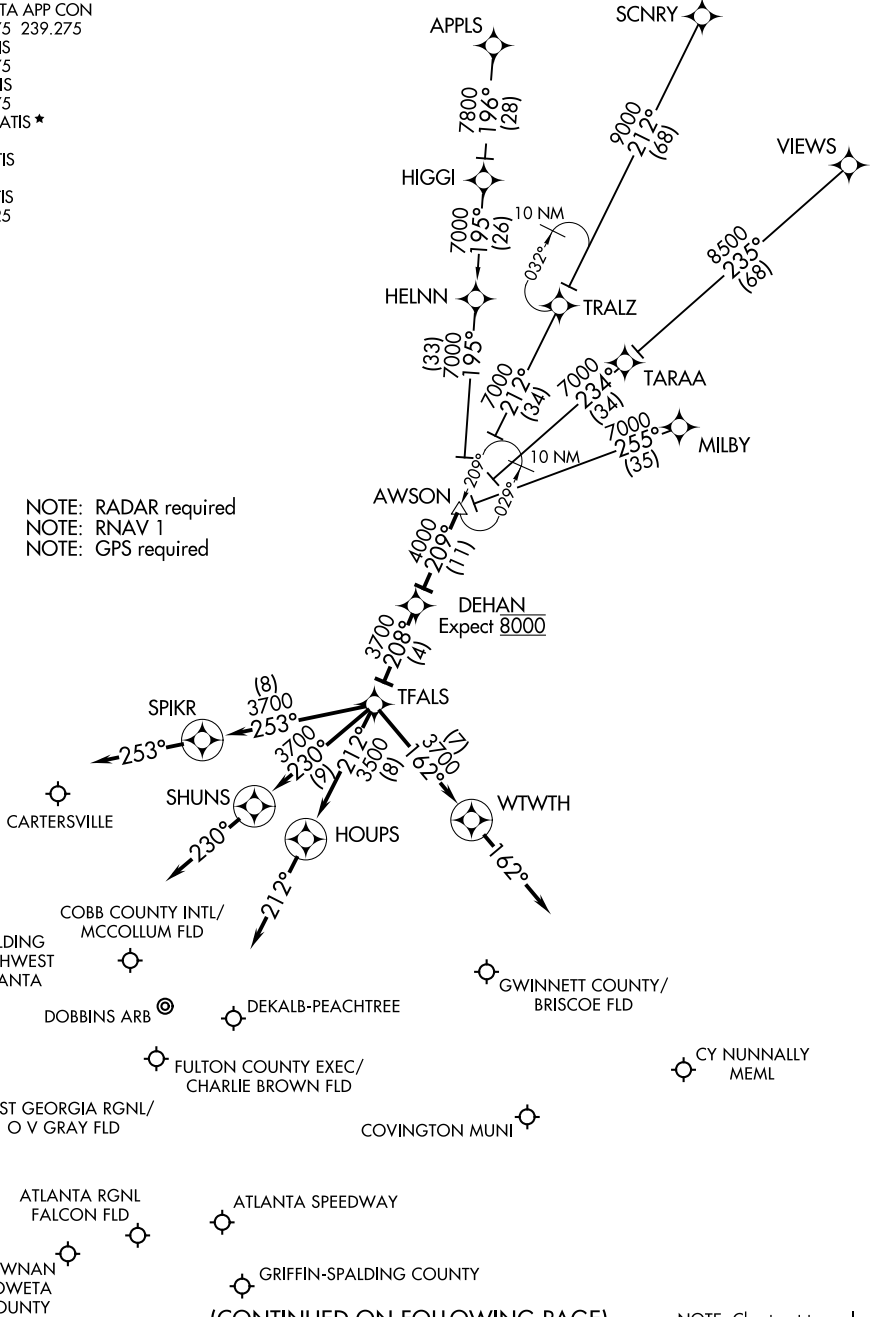 TA APP CON
5 239.275
IS
5
IS
5
ATIS ★
TIS
TIS
25
APPLS
SCNRY
7800
196°
(28)
9000
212°
(68)
VIEWS
HIGGI
10 NM
7000
195°
(26)
032°
8500
235°
(68)
HELNN
TRALZ
(33)
7000
195°
7000
212°
(34)
7000
234°
(34)
TARAA
7000
255°
(35)
MILBY
209°
10 NM
029°
AWSON
NOTE: RADAR required
NOTE: RNAV 1
NOTE: GPS required
4000
209°
(11)
DEHAN
Expect 8000
3700
208°
(4)
TFALS
SPIKR
(8)
3700
253°
253°
3700
230°
(9)
212°
3500
(8)
(7)
3700
162°
CARTERSVILLE
SHUNS
230°
HOUPS
212°
WTWTH
162°
COBB COUNTY INTL/
MCCOLLUM FLD
LDING
HWEST
ANTA
DOBBINS ARB
DEKALB-PEACHTREE
GWINNETT COUNTY/
BRISCOE FLD
FULTON COUNTY EXEC/
CHARLIE BROWN FLD
CY NUNNALLY
MEML
ST GEORGIA RGNL/
O V GRAY FLD
COVINGTON MUNI
ATLANTA RGNL
FALCON FLD
ATLANTA SPEEDWAY
WNAN
OWETA
OUNTY
GRIFFIN-SPALDING COUNTY
(CONTINUED ON FOLLOWING PAGE)